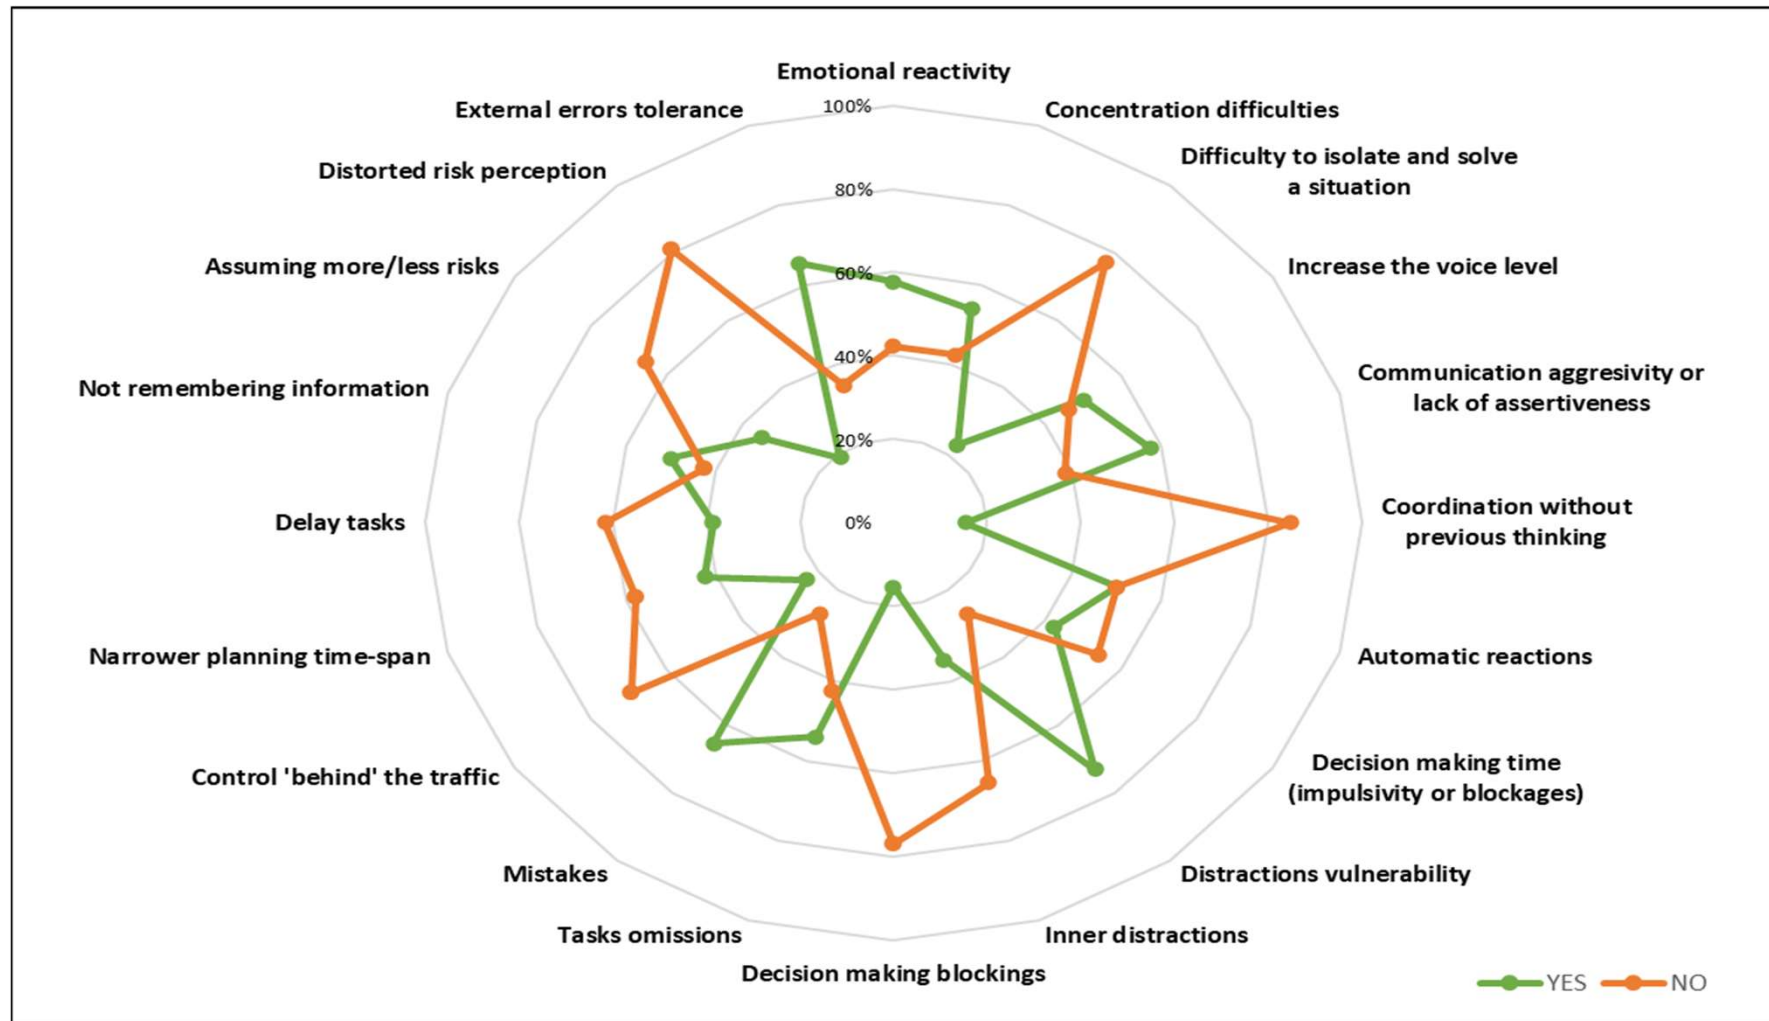 Emotional reactivity
External errors tolerance
100%
Concentration difficulties
Distorted risk perception
Difficulty to isolate and solve
a situation
80%
Assuming more/less risks
60%
Increase the voice level
Not remembering information
40%
Communication aggresivity or
lack of assertiveness
20%
Delay tasks
0%
Coordination without
previous thinking
Narrower planning time-span
Automatic reactions
Control 'behind' the traffic
Decision making time
(impulsivity or blockages)
Mistakes
Distractions vulnerability
Tasks omissions
Inner distractions
Decision making blockings
YES
NO